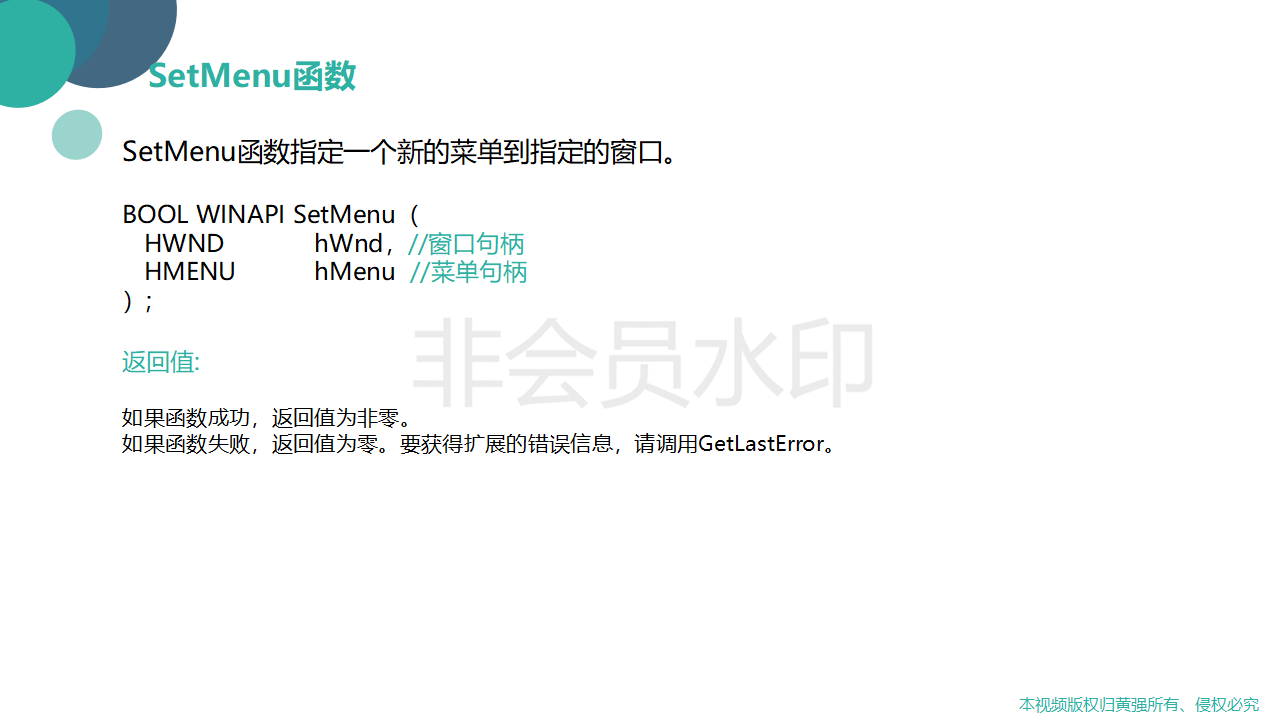 SetMenu函数
SetMenu函数指定一个新的菜单到指定的窗口。
BOOL WINAPI SetMenu（
HWND hWnd，//窗口句柄
HMENU hMenu //菜单句柄
）；
非会员水印
返回值:
如果函数成功，返回值为非零。
如果函数失败，返回值为零。要获得扩展的错误信息，请调用GetLastError。
本视频版权归黄强所有、侵权必究